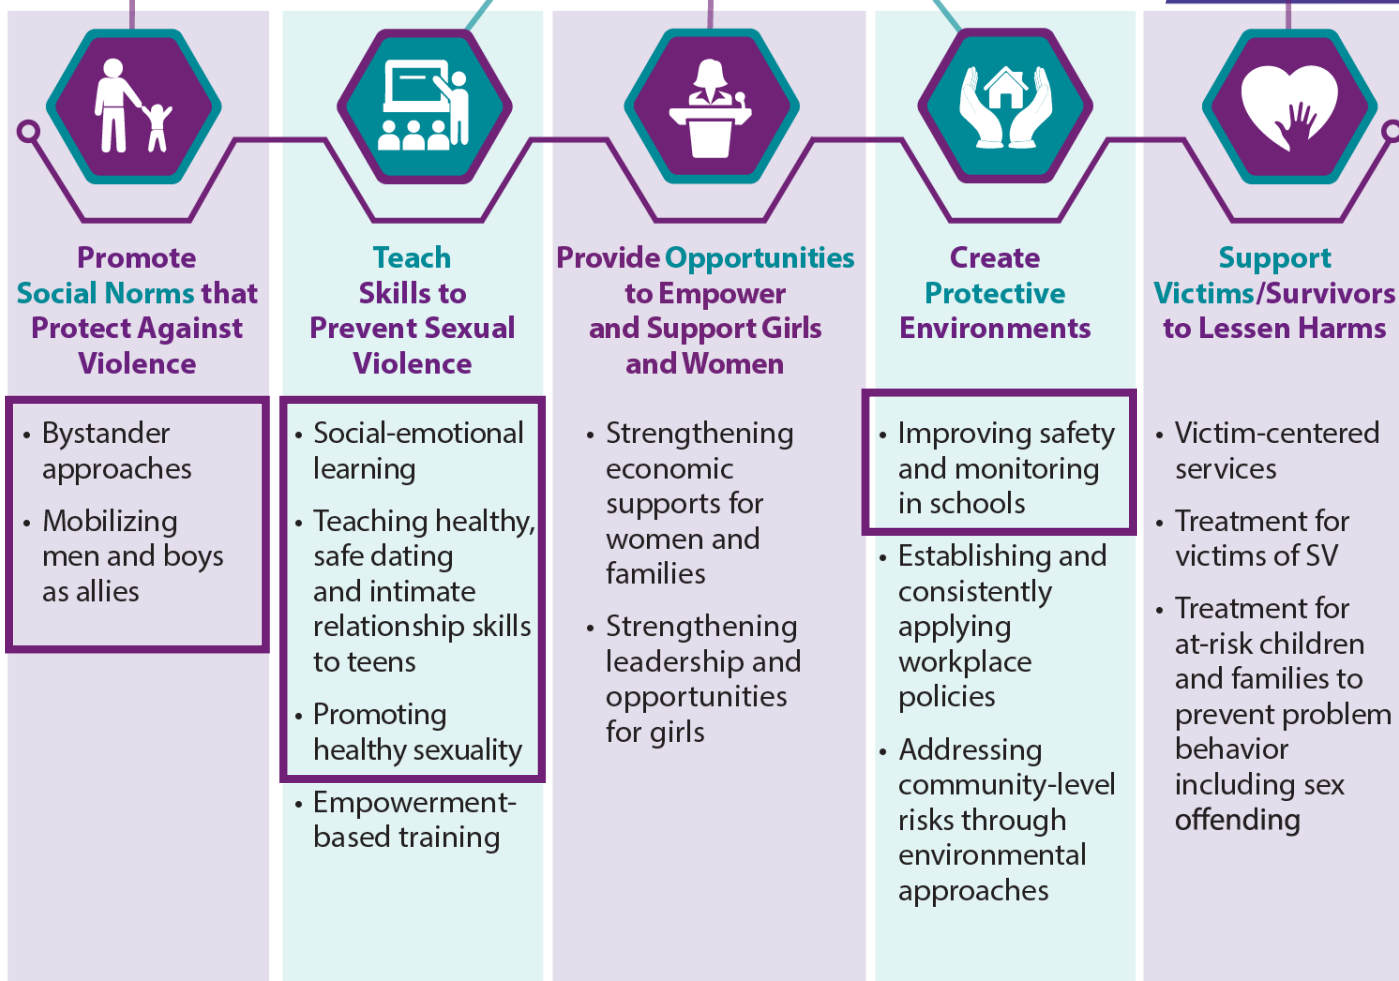 Promote
Social Norms that
Protect Against
Violence
• Bystander
approaches
• Mobilizing
men and boys
as allies
Teach
Skills to
Prevent Sexual
Violence
• Social-emotional
learning
• Teaching healthy,
safe dating
and intimate
relationship skills
to teens
• Promoting
healthy sexuality
• Empowerment-
based training
Provide Opportunities
to Empower
and Support Girls
and Women
• Strengthening
economic
supports for
women and
families
• Strengthening
leadership and
opportunities
for girls
Create
Protective
Environments
• Improving safety
and monitoring
in schools
• Establishing and
consistently
applying
workplace
policies
• Addressing
community-level
risks through
environmental
approaches
Support
Victims/Survivors
to Lessen Harms
• Victim-centered
services
• Treatment for
victims of SV
• Treatment for
at-risk children
and families to
prevent problem
behavior
including sex
offending